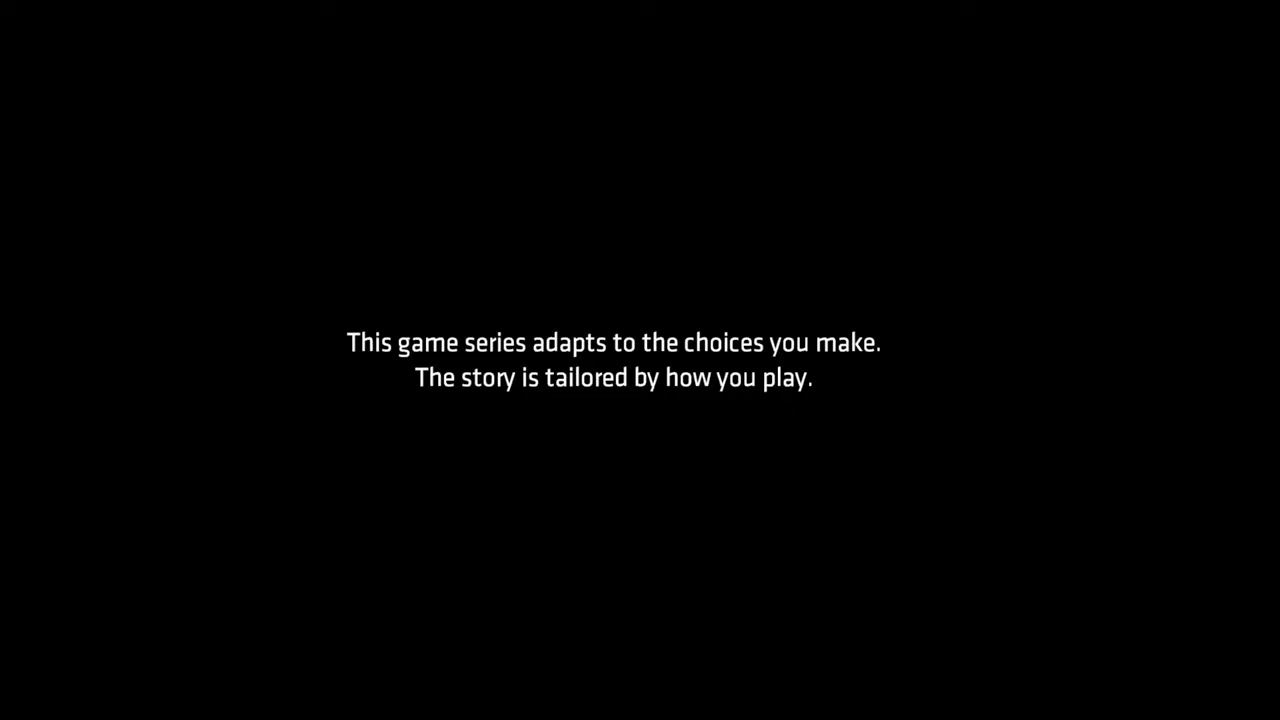 This game series adapts to the choices you make.
The story is tailored by how you play.